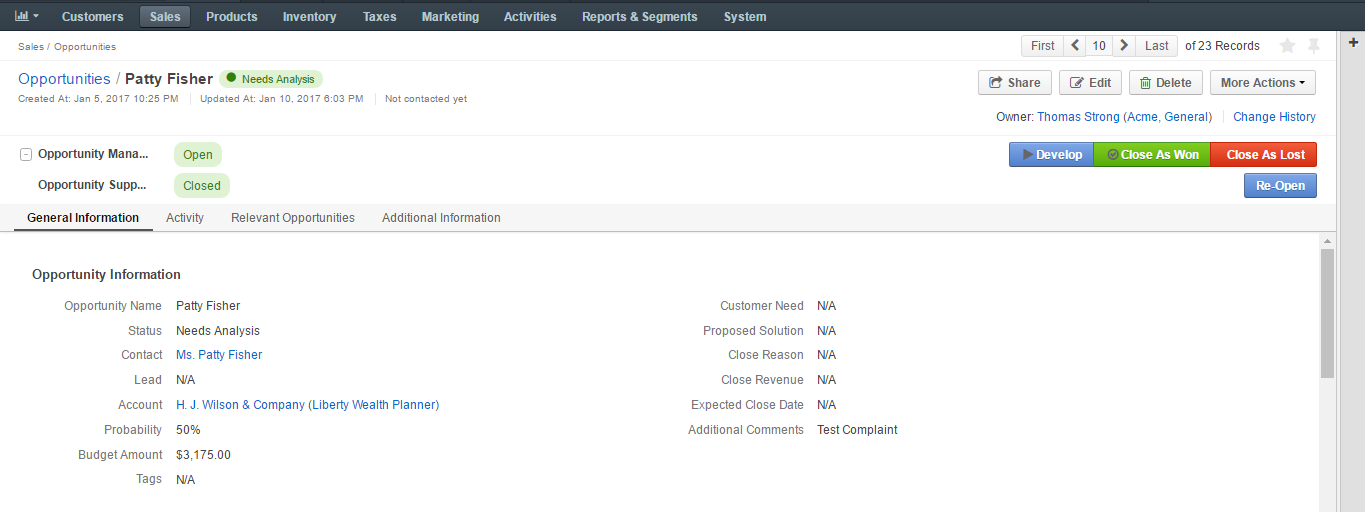 Customers Sales Products Inventory Taxes Marketing Activities Reports & Segments System
Sales / Opportunities First 10 Last of 23 Records
Opportunities / Patty Fisher Needs Analysis Share Edit Delete More Actions
Created At: Jan 5, 2017 10:25 PM Updated At: Jan 10, 2017 6:03 PM Not contacted yet
Owner: Thomas Strong (Acme, General) Change History
Opportunity Mana... Open Develop Close As Won Close As Lost
Opportunity Supp... Closed Re-Open
General Information Activity Relevant Opportunities Additional Information
Opportunity Information
Opportunity Name Patty Fisher Customer Need N/A
Status Needs Analysis Proposed Solution N/A
Contact Ms. Patty Fisher Close Reason N/A
Lead N/A Close Revenue N/A
Account H. J. Wilson & Company (Liberty Wealth Planner) Expected Close Date N/A
Probability 50% Additional Comments Test Complaint
Budget Amount $3,175.00
Tags N/A